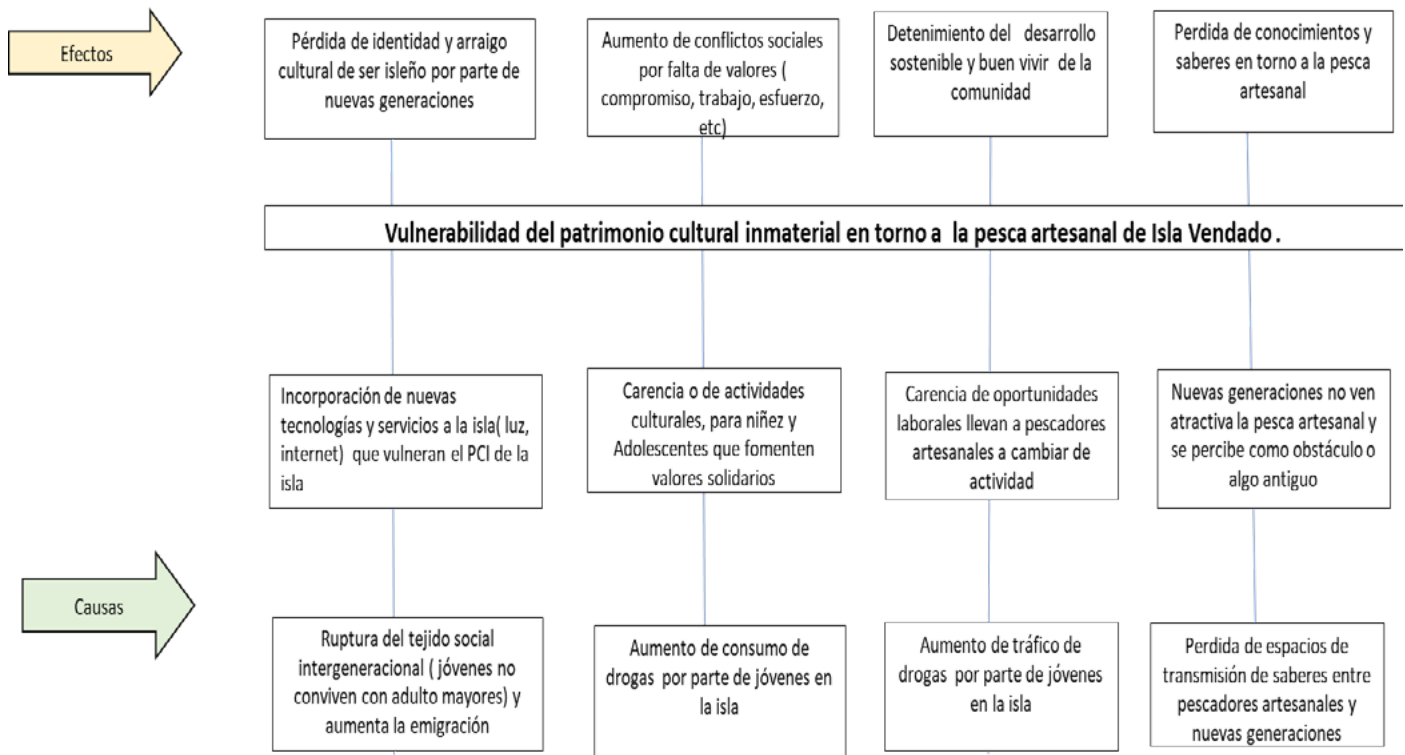 Efectos
Pérdida de identidad y arraigo
cultural de ser isleño por parte de
nuevas generaciones
Aumento de conflictos sociales
por falta de valores (
compromiso, trabajo, esfuerzo,
etc)
Detenimiento del desarrollo
sostenible y buen vivir de la
comunidad
Perdida de conocimientos y
saberes en torno a la pesca
artesanal
Vulnerabilidad del patrimonio cultural inmaterial en torno a la pesca artesanal de Isla Vendado .
Incorporación de nuevas
tecnologías y servicios a la isla( luz,
internet) que vulneran el PCI de la
isla
Carencia o de actividades
culturales, para niñez y
Adolescentes que fomenten
valores solidarios
Carencia de oportunidades
laborales llevan a pescadores
artesanales a cambiar de
actividad
Nuevas generaciones no ven
atractiva la pesca artesanal y
se percibe como obstáculo o
algo antiguo
Causas
Ruptura del tejido social
intergeneracional ( jóvenes no
conviven con adulto mayores) y
aumenta la emigración
Aumento de consumo de
drogas por parte de jóvenes en
la isla
Aumento de tráfico de
drogas por parte de jóvenes
en la isla
Perdida de espacios de
transmisión de saberes entre
pescadores artesanales y
nuevas generaciones